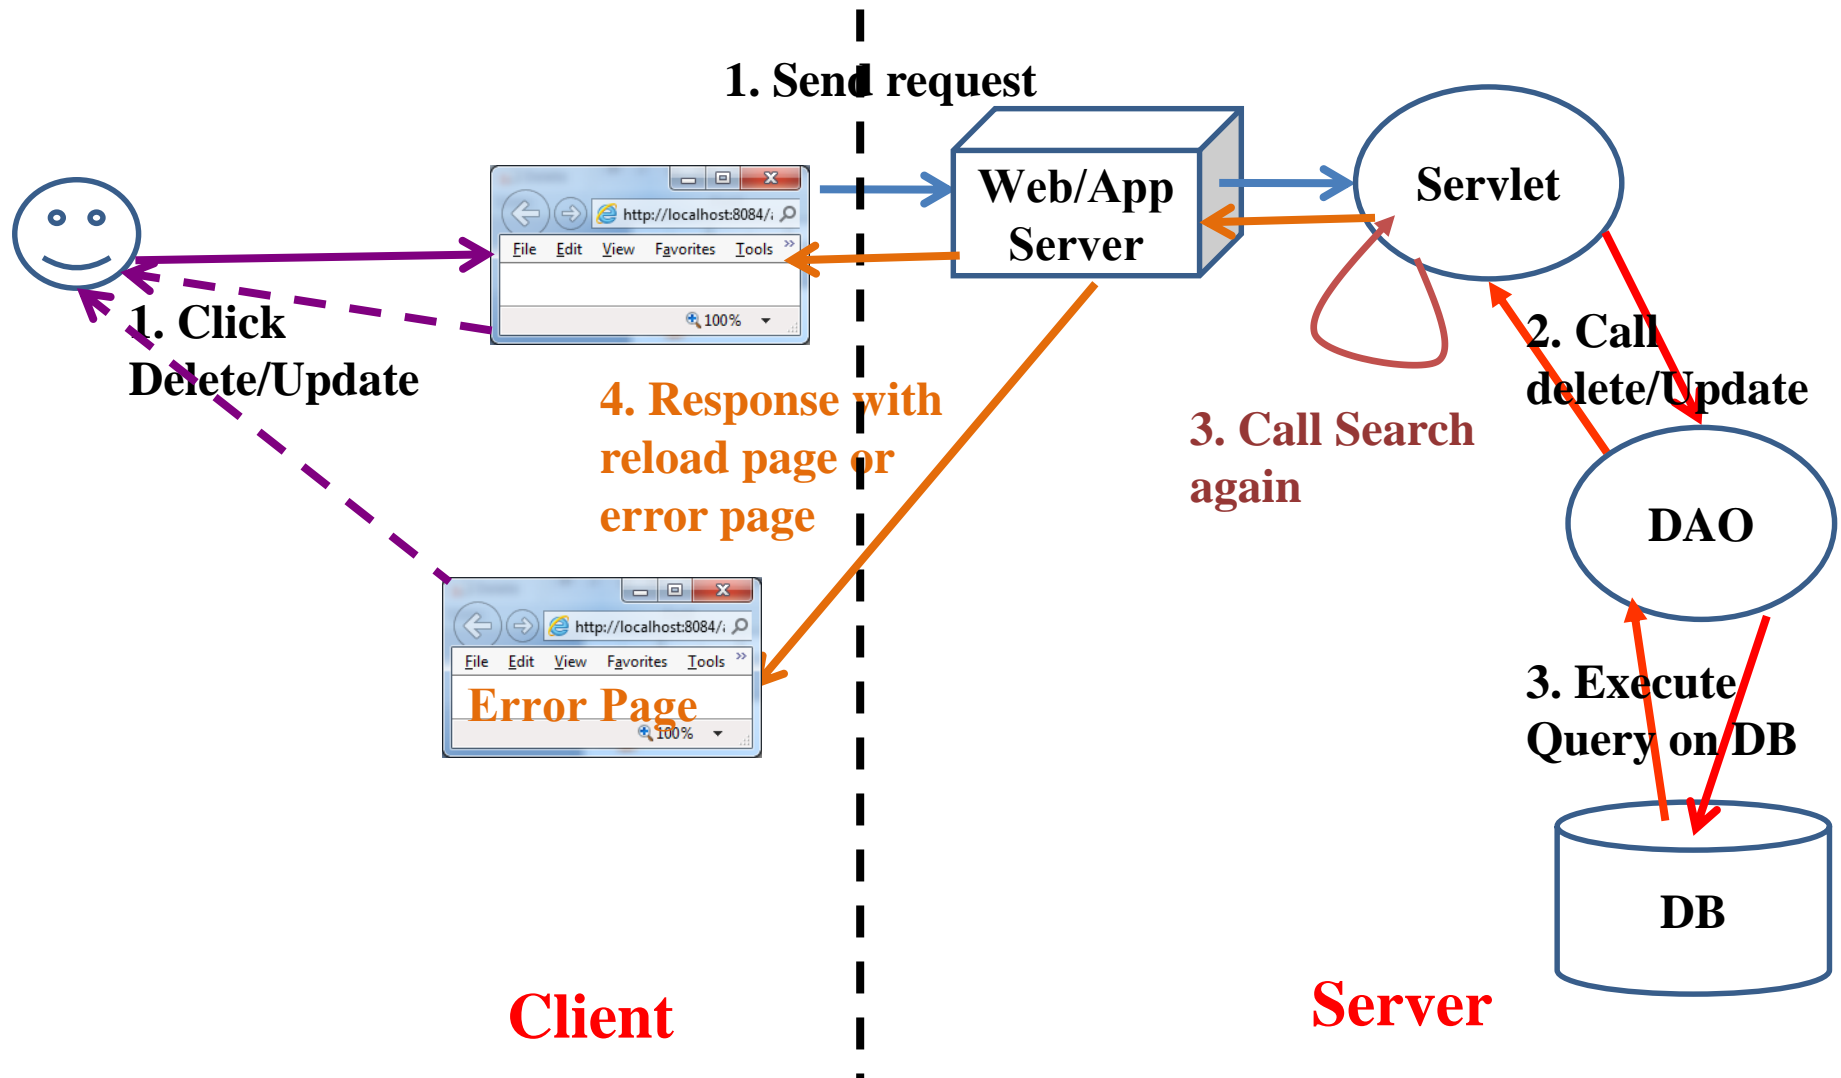 1. Send request
Web/App
Server
Servlet
http://localhost:8084/i
File Edit View Favorites Tools »
100%
1. Click
Delete/Update
2. Call
delete/Update
4. Response with
reload page or
error page
3. Call Search
again
DAO
http://localhost:8084/i
File Edit View Favorites Tools »
Error Page
100%
3. Execute
Query on DB
DB
Client
Server